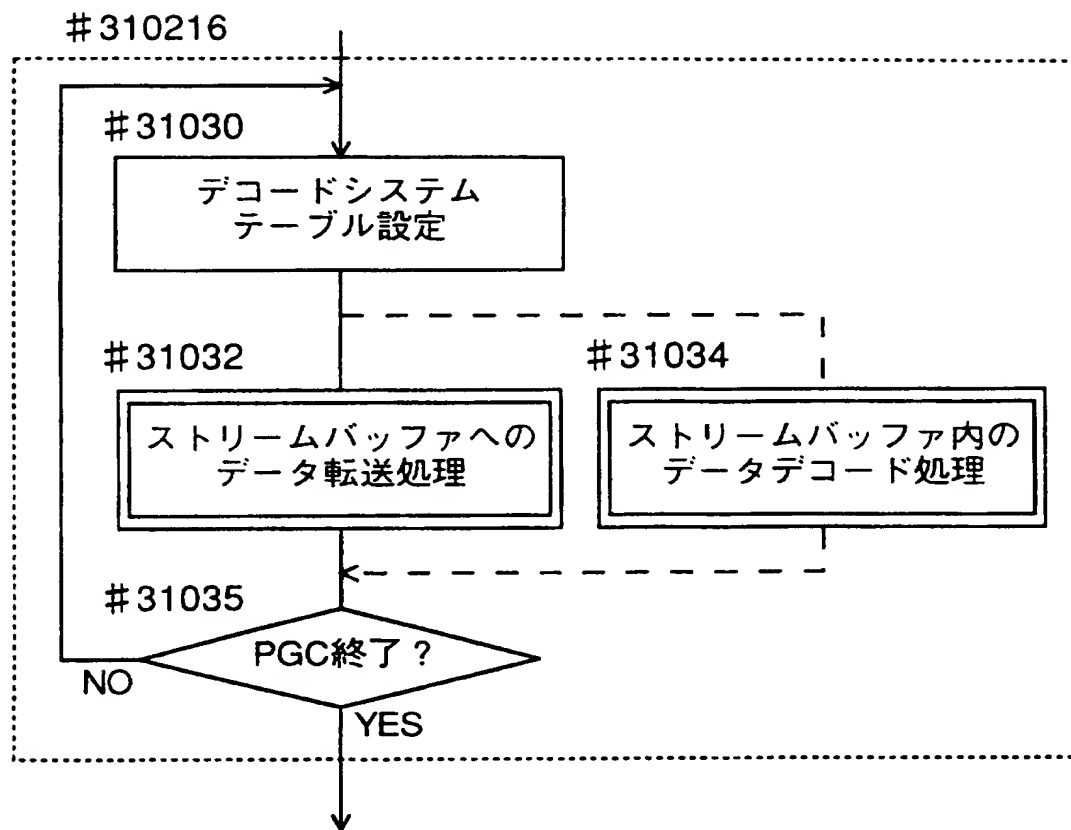 #310216
#31030
デコードシステム
テーブル設定
#31032
#31034
ストリームバッファへの
データ転送処理
ストリームバッファ内の
データデコード処理
#31035
PGC終了?
NO
YES